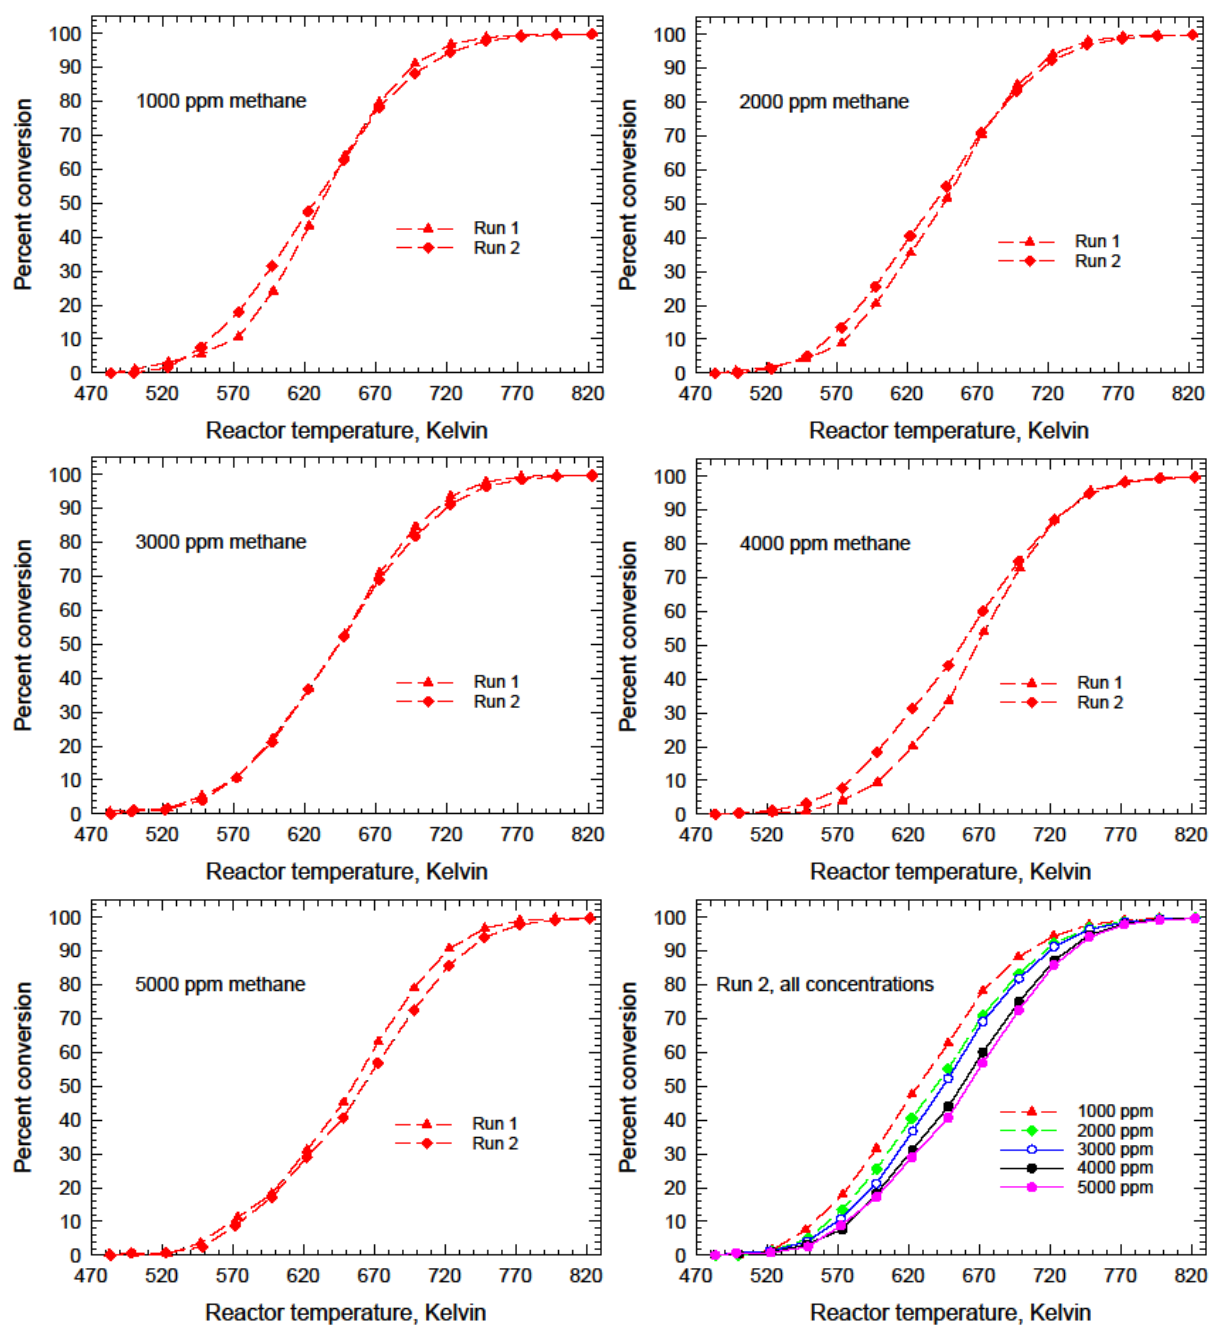 100
90
80
70
60
50
40
30
20
10
0
Percent conversion
1000 ppm methane
Run 1
Run 2
470 520 570 620 670 720 770 820
Reactor temperature, Kelvin
100
90
80
70
60
50
40
30
20
10
0
Percent conversion
2000 ppm methane
Run 1
Run 2
470 520 570 620 670 720 770 820
Reactor temperature, Kelvin
100
90
80
70
60
50
40
30
20
10
0
Percent conversion
3000 ppm methane
Run 1
Run 2
470 520 570 620 670 720 770 820
Reactor temperature, Kelvin
100
90
80
70
60
50
40
30
20
10
0
Percent conversion
4000 ppm methane
Run 1
Run 2
470 520 570 620 670 720 770 820
Reactor temperature, Kelvin
100
90
80
70
60
50
40
30
20
10
0
Percent conversion
5000 ppm methane
Run 1
Run 2
470 520 570 620 670 720 770 820
Reactor temperature, Kelvin
100
90
80
70
60
50
40
30
20
10
0
Percent conversion
Run 2, all concentrations
1000 ppm
2000 ppm
3000 ppm
4000 ppm
5000 ppm
470 520 570 620 670 720 770 820
Reactor temperature, Kelvin